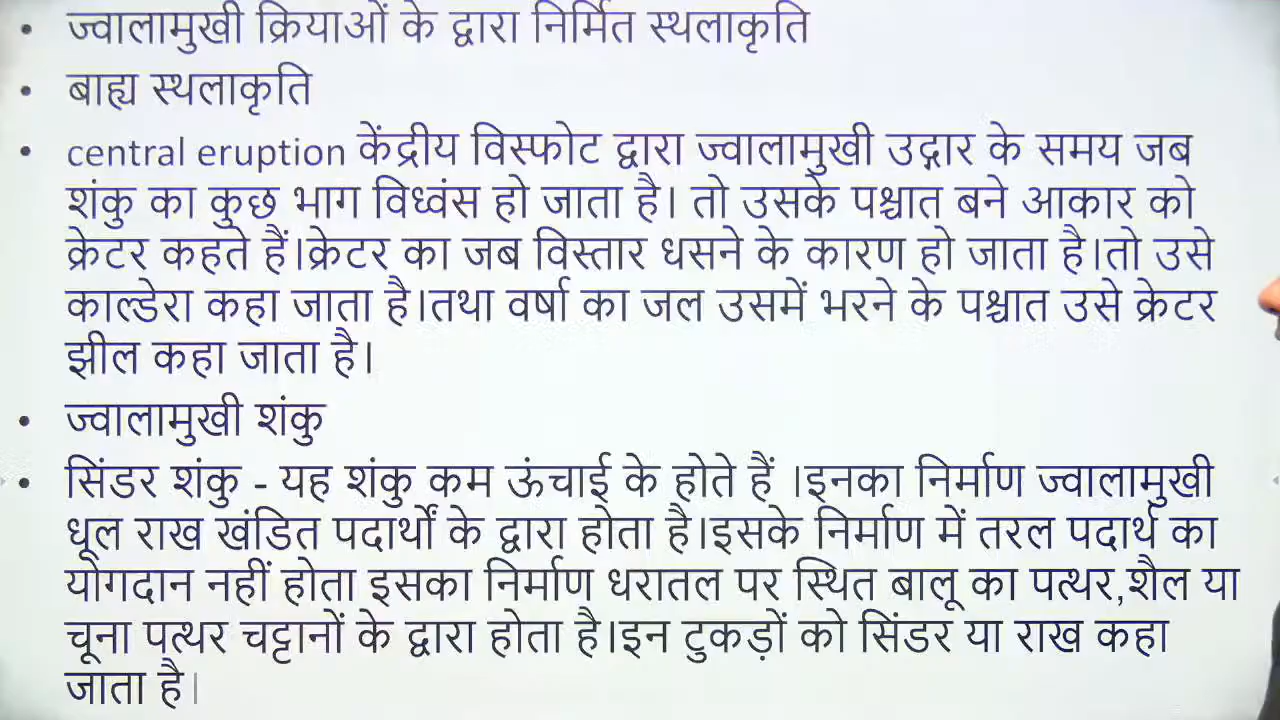 • ज्वालामुखी क्रियाओं के द्वारा निर्मित स्थलाकृति
• बाह्य स्थलाकृति
• central eruption केंद्रीय विस्फोट द्वारा ज्वालामुखी उद्गार के समय जब
शंकु का कुछ भाग विध्वंस हो जाता है। तो उसके पश्चात बने आकार को
क्रेटर कहते हैं।क्रेटर का जब विस्तार धसने के कारण हो जाता है।तो उसे
काल्डेरा कहा जाता है।तथा वर्षा का जल उसमें भरने के पश्चात उसे क्रेटर
झील कहा जाता है।
• ज्वालामुखी शंकु
• सिंडर शंकु - यह शंकु कम ऊंचाई के होते हैं ।इनका निर्माण ज्वालामुखी
धूल राख खंडित पदार्थों के द्वारा होता है।इसके निर्माण में तरल पदार्थ का
योगदान नहीं होता इसका निर्माण धरातल पर स्थित बालू का पत्थर,शैल या
चूना पत्थर चट्टानों के द्वारा होता है।इन टुकड़ों को सिंडर या राख कहा
जाता है।